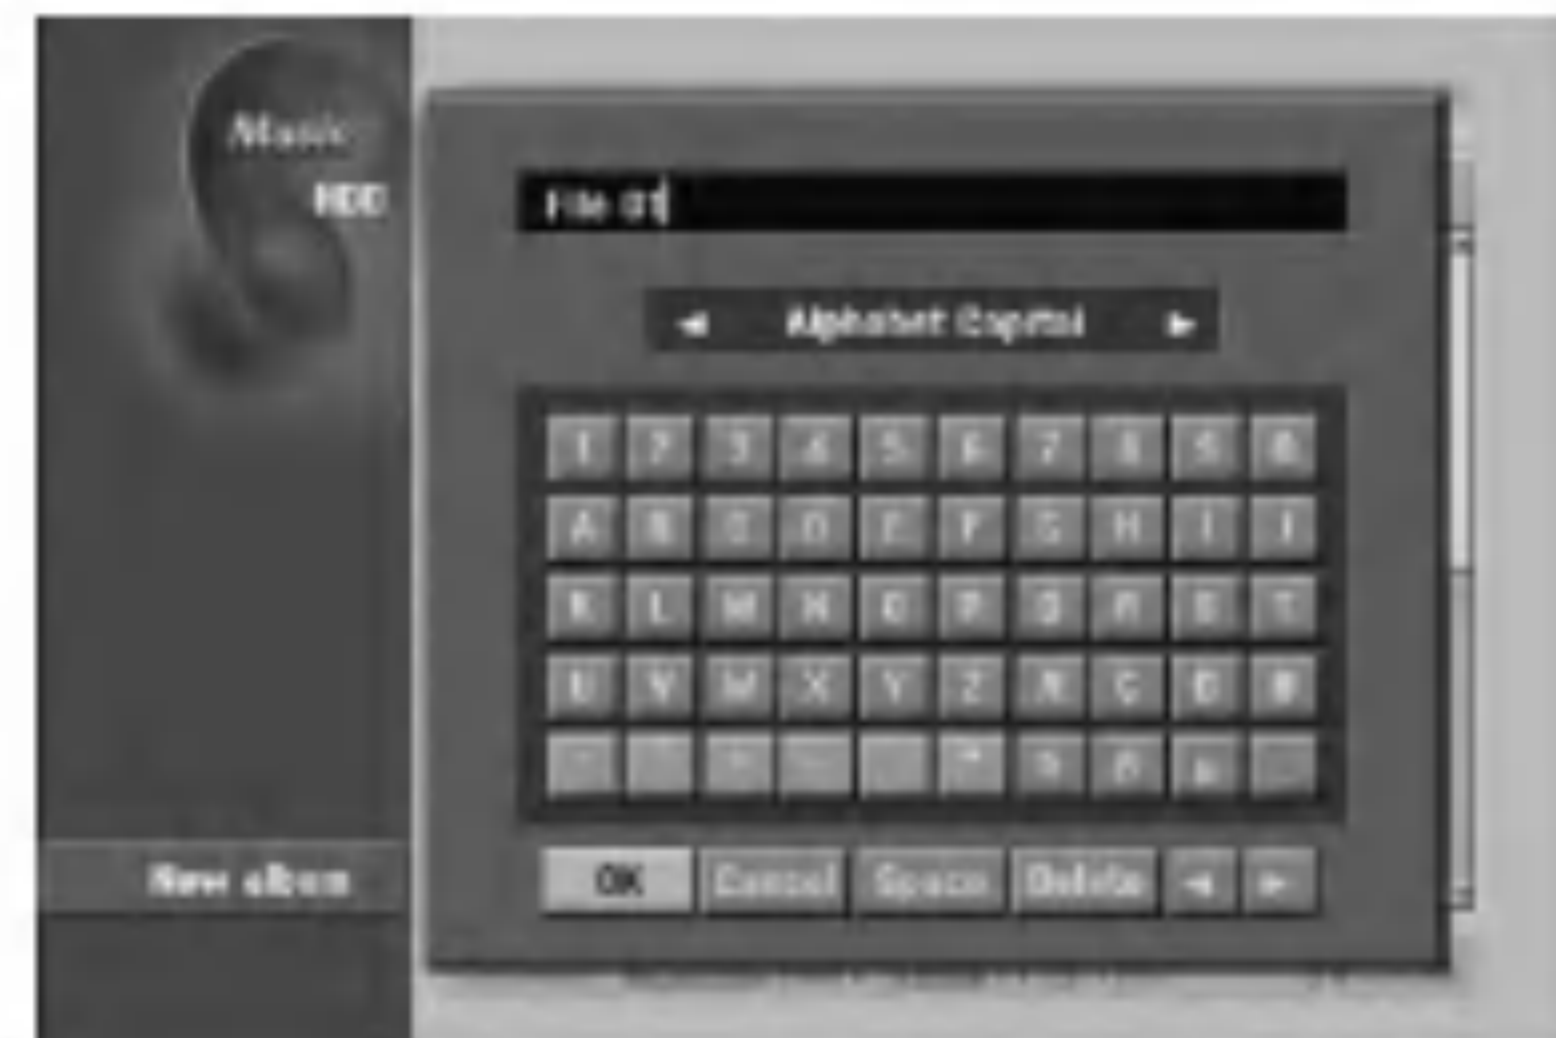 Music
HDD
File 01
◄ Alphabet Capital ►
1 2 3 4 5 6 7 8 9 0
A B C D E F G H I J
K L M N O P Q R S T
U V W X Y Z
OK Cancel Space Delete ◄ ►
New album